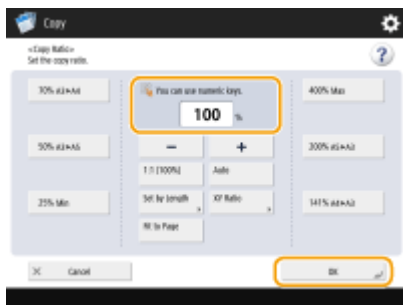 Copy
<Copy Ratio>
Set the copy ratio.
?
70% A3→A4
You can use numeric keys.
400% Max
100 %
50% A3→A5
−
+
200% A5→A3
1:1 [100%]
Auto
25% Min
Set by Length
XY Ratio
141% A4→A3
Fit to Page
× Cancel
OK